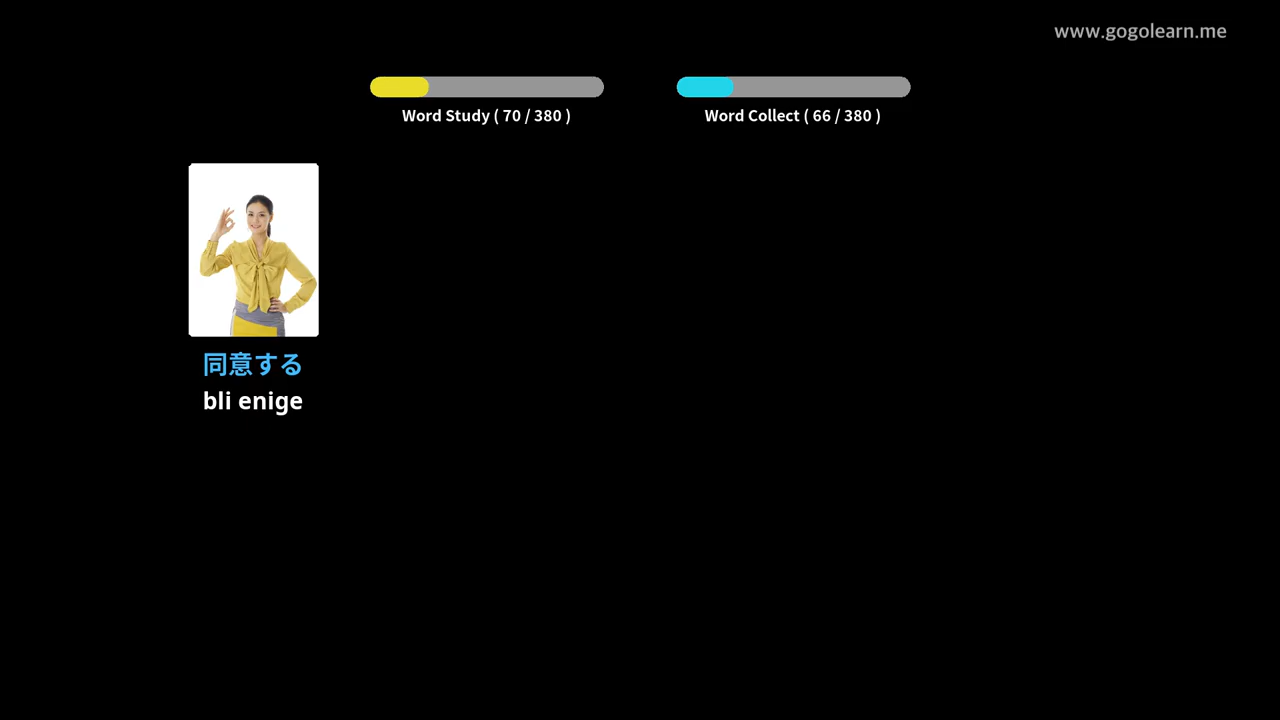 www.gogolearn.me
Word Study ( 70 / 380 )
Word Collect ( 66 / 380 )
同意する
bli enige